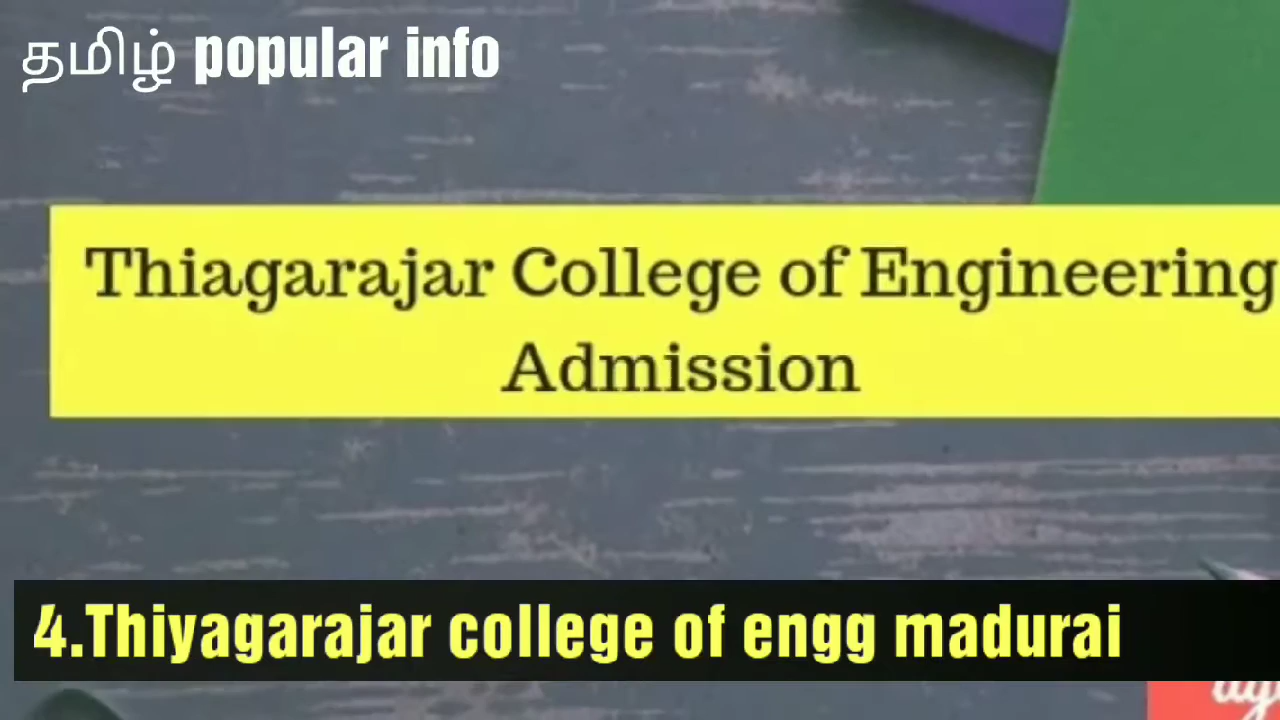 தமிழ் popular info
Thiagarajar College of Engineering
Admission
4.Thiyagarajar college of engg madurai